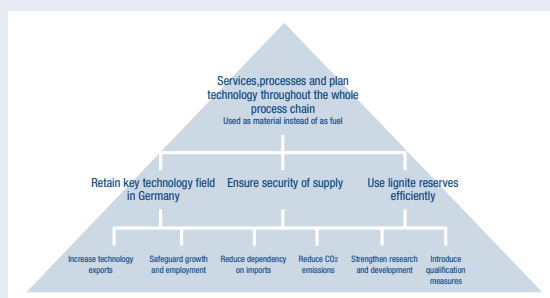 Services,processes and plan
technology throughout the whole
process chain
Used as material instead of as fuel
Retain key technology field
in Germany
Ensure security of supply
Use lignite reserves
efficiently
Increase technology
exports
Safeguard growth
and employment
Reduce dependency
on imports
Reduce CO2
emissions
Strengthen research
and development
Introduce
qualification
measures